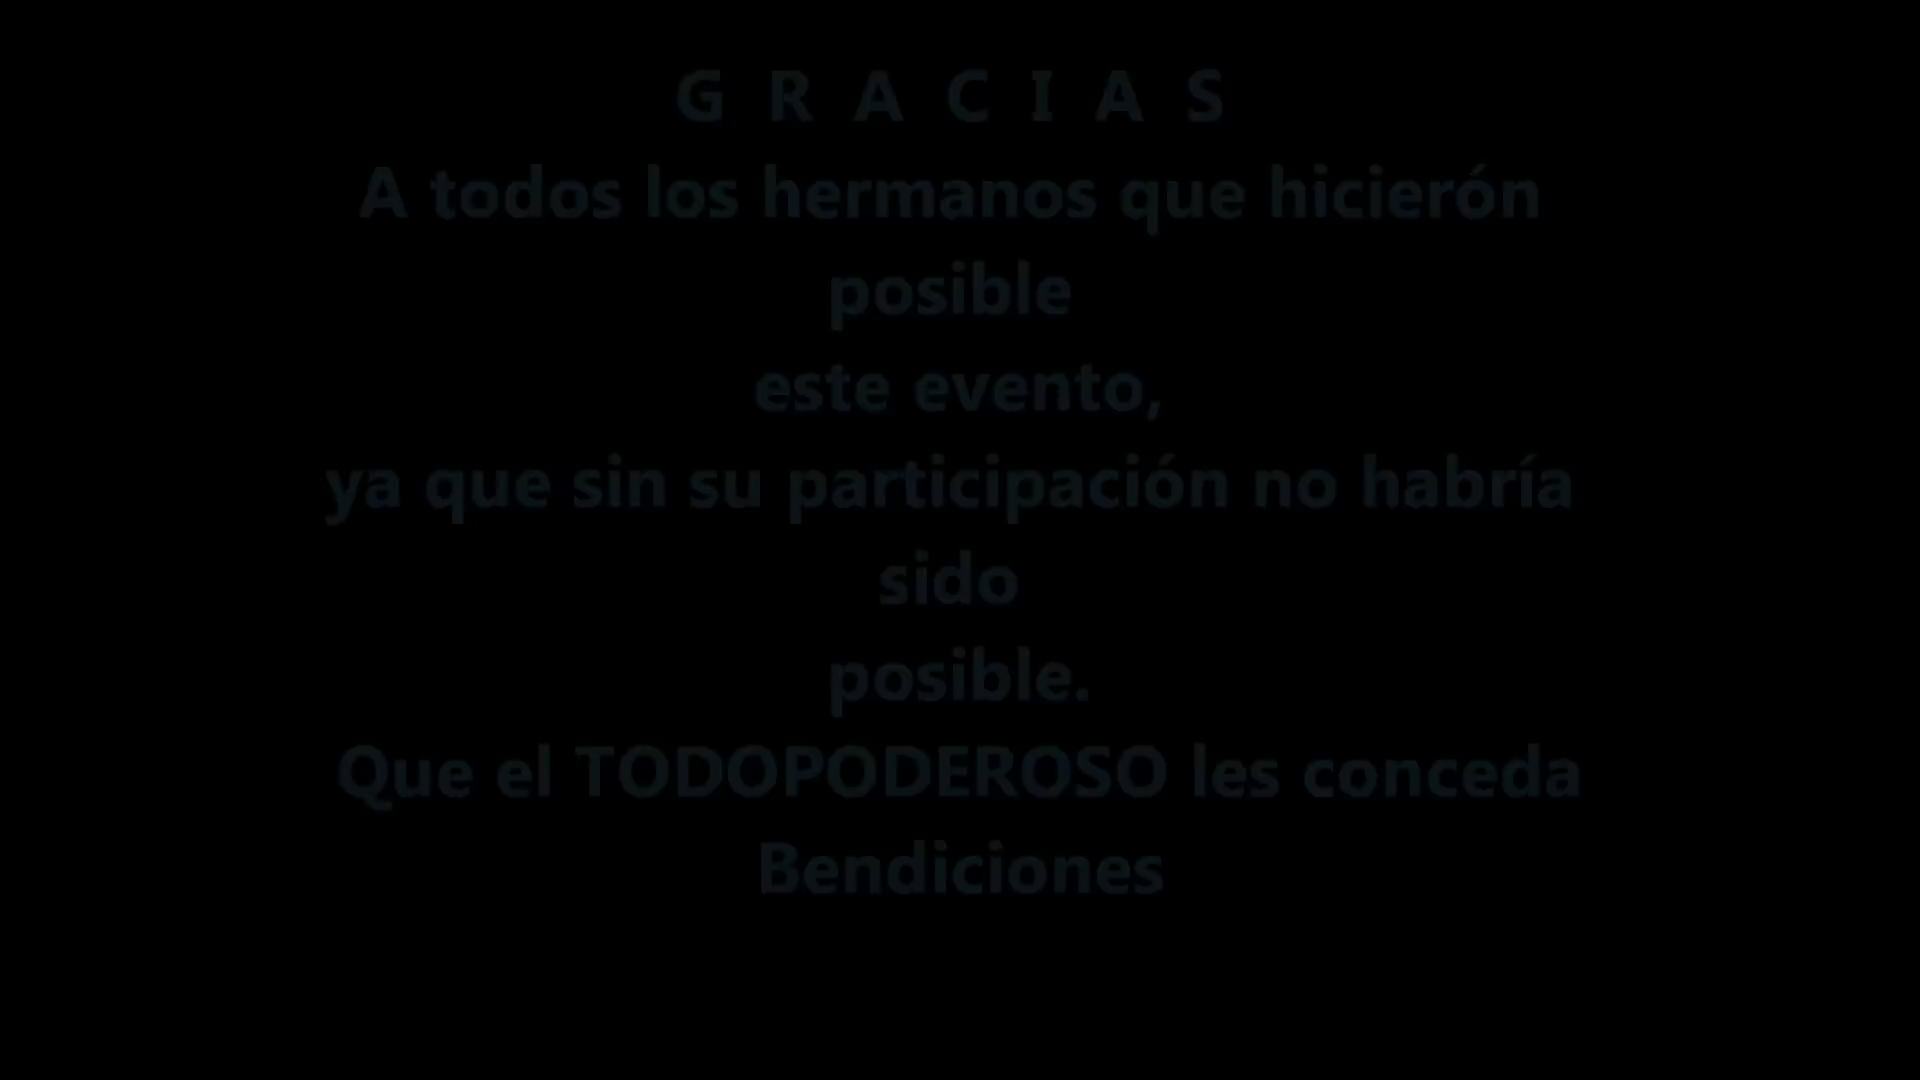 G R A C I A S
A todos los hermanos que hicierón
posible
este evento,
ya que sin su participación no habría
sido
posible.
Que el TODOPODEROSO les conceda
Bendiciones